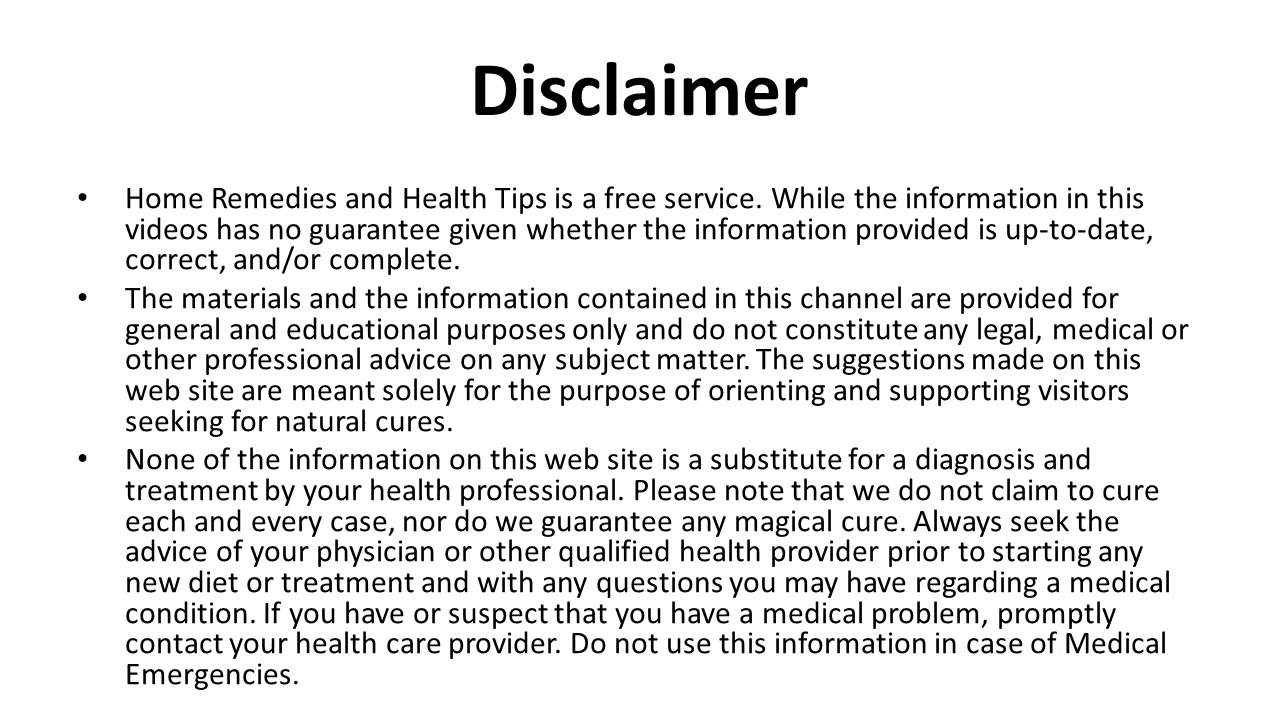 Disclaimer
• Home Remedies and Health Tips is a free service. While the information in this
videos has no guarantee given whether the information provided is up-to-date,
correct, and/or complete.
• The materials and the information contained in this channel are provided for
general and educational purposes only and do not constitute any legal, medical or
other professional advice on any subject matter. The suggestions made on this
web site are meant solely for the purpose of orienting and supporting visitors
seeking for natural cures.
• None of the information on this web site is a substitute for a diagnosis and
treatment by your health professional. Please note that we do not claim to cure
each and every case, nor do we guarantee any magical cure. Always seek the
advice of your physician or other qualified health provider prior to starting any
new diet or treatment and with any questions you may have regarding a medical
condition. If you have or suspect that you have a medical problem, promptly
contact your health care provider. Do not use this information in case of Medical
Emergencies.